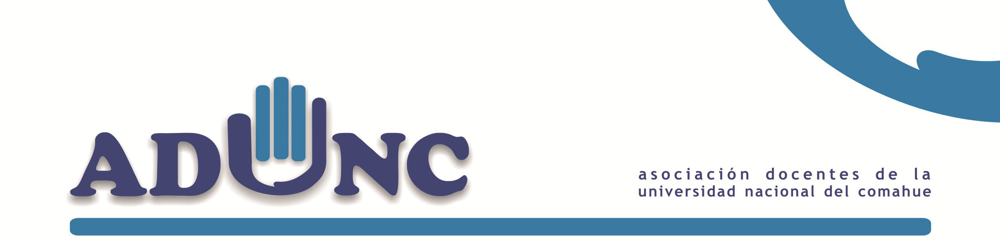 ADUNC
asociación docentes de la
universidad nacional del comahue